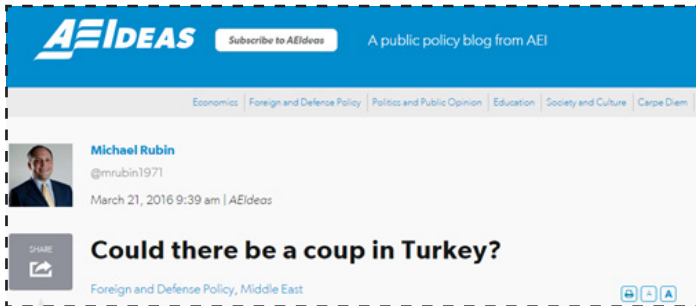 AEIDEAS Subscribe to AEIdeas A public policy blog from AEI
Economics Foreign and Defense Policy Politics and Public Opinion Education Society and Culture Carpe Diem
Michael Rubin
@mrubin1971
March 21, 2016 9:39 am | AEIdeas
SHARE
Could there be a coup in Turkey?
Foreign and Defense Policy, Middle East
A A